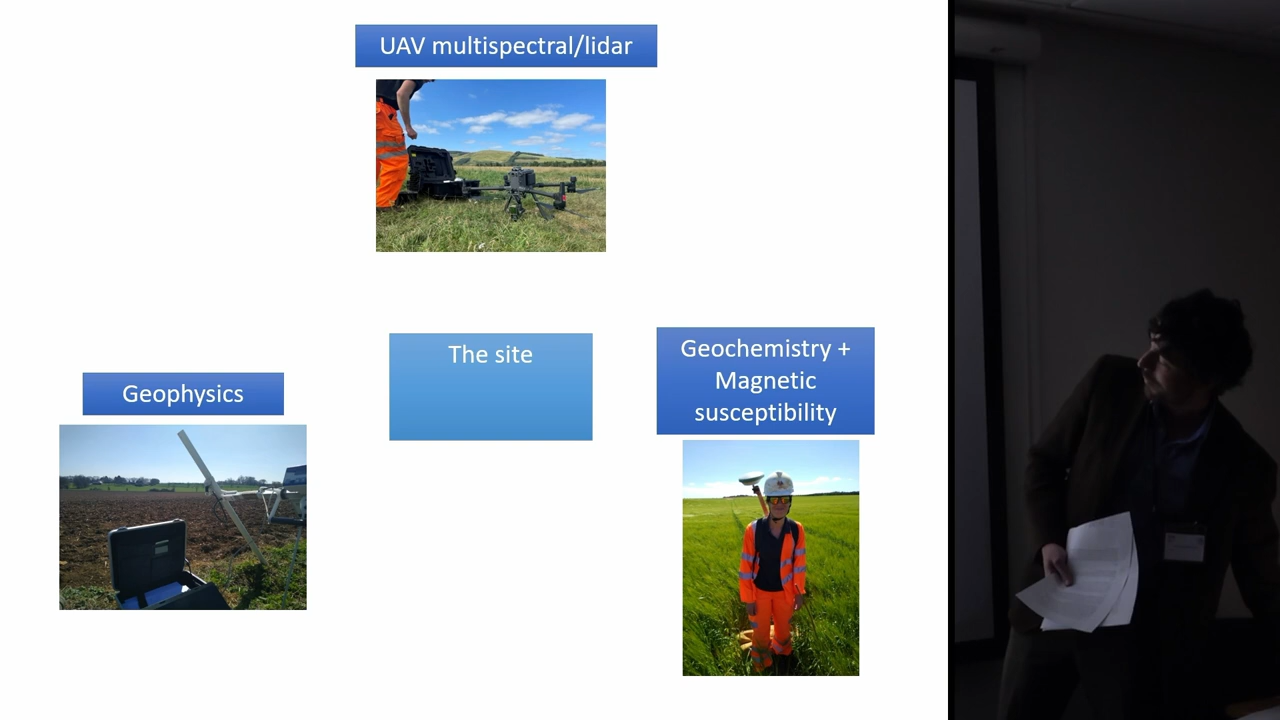 UAV multispectral/lidar
The site
Geochemistry +
Magnetic
susceptibility
Geophysics